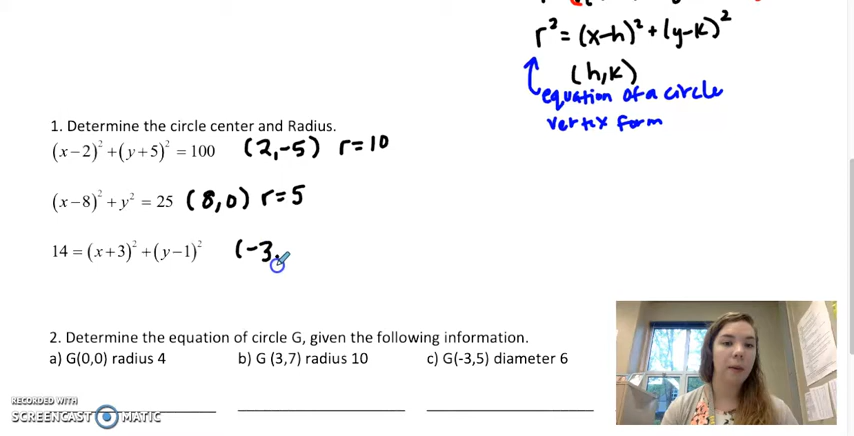 r² = (x-h)² + (y-k)²
(h,k)
equation of a circle
vertex form
1. Determine the circle center and Radius.
(x−2)² +(y+5)² = 100 (2,-5) r=10
(x−8)² + y² = 25 (8,0) r=5
14 = (x+3)² +(y−1)² (-3,
2. Determine the equation of circle G, given the following information.
a) G(0,0) radius 4 b) G (3,7) radius 10 c) G(-3,5) diameter 6
RECORDED WITH
SCREENCAST MATIC